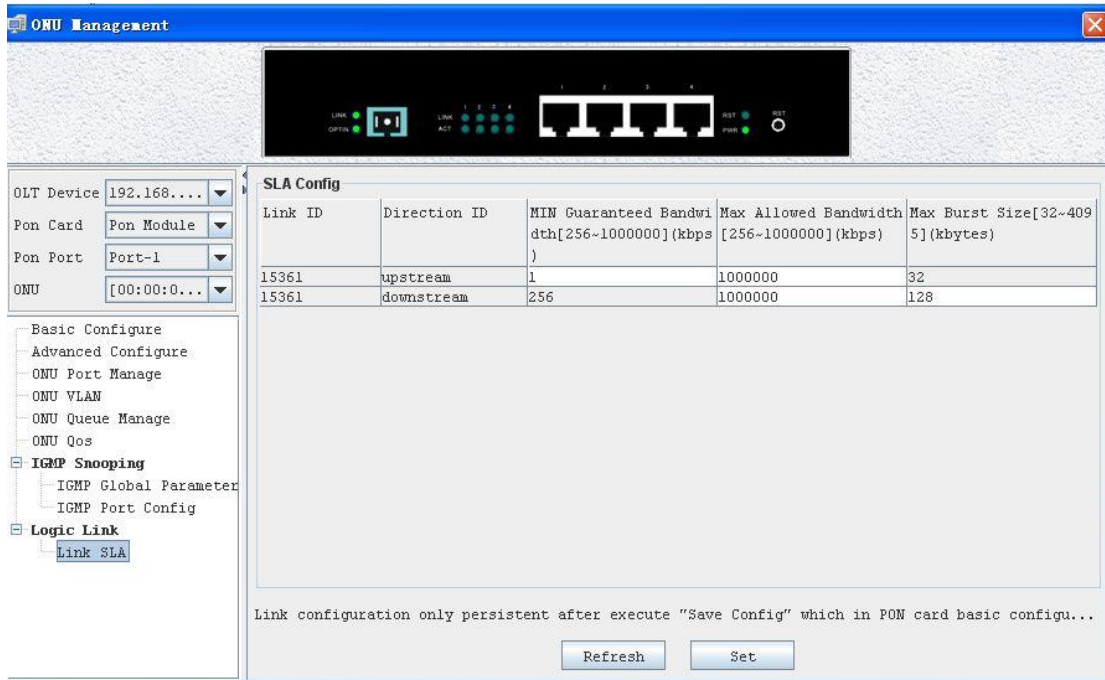 ONU Management
1 2 3 4
LINK
OPTIN
1 2 3 4
LINK
ACT
RST
PWR
RST
OLT Device 192.168....
Pon Card Pon Module
Pon Port Port-1
ONU [00:00:0...
Basic Configure
Advanced Configure
ONU Port Manage
ONU VLAN
ONU Queue Manage
ONU Qos
IGMP Snooping
IGMP Global Parameter
IGMP Port Config
Logic Link
Link SLA
SLA Config
Link ID Direction ID MIN Guaranteed Bandwi Max Allowed Bandwidth Max Burst Size[32~409
dth[256~1000000](kbps [256~1000000](kbps) 5](kbytes)
)
15361 upstream 1 1000000 32
15361 downstream 256 1000000 128
Link configuration only persistent after execute "Save Config" which in PON card basic configu...
Refresh Set